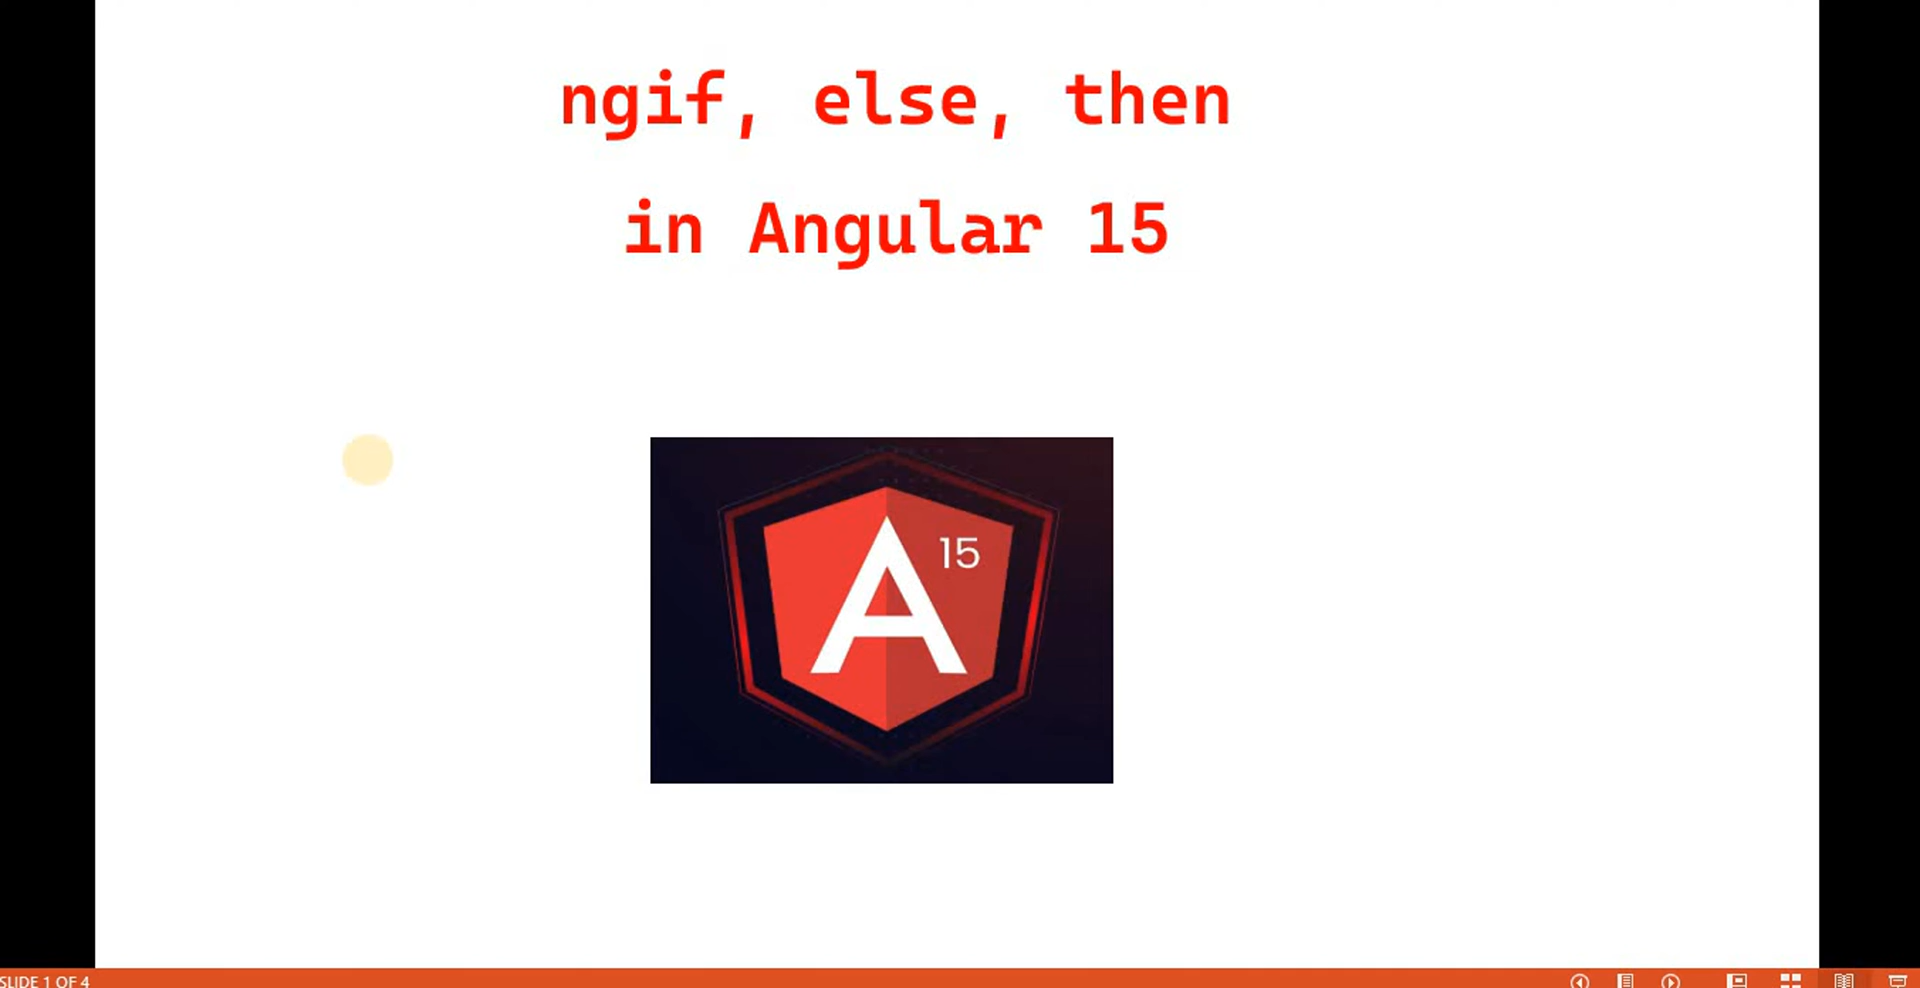 ngif, else, then
in Angular 15
A 15
SLIDE 1 OF 4